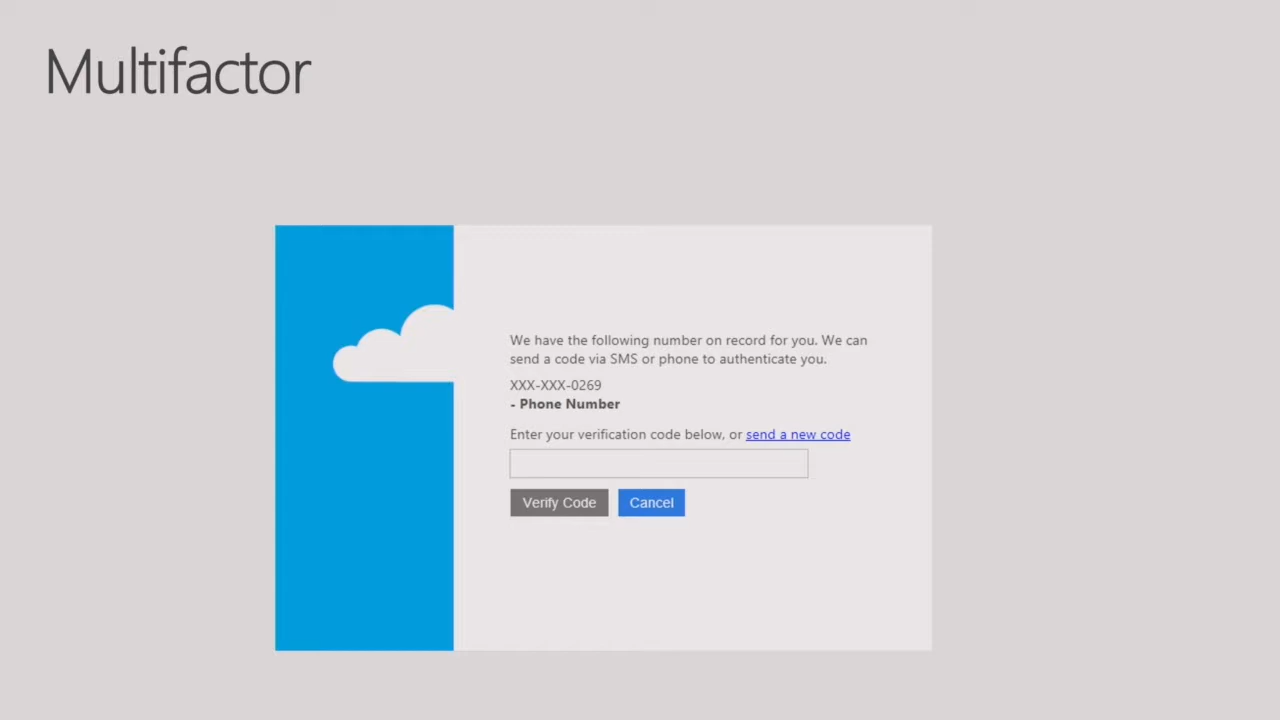 Multifactor
We have the following number on record for you. We can
send a code via SMS or phone to authenticate you.
XXX-XXX-0269
- Phone Number
Enter your verification code below, or send a new code
Verify Code Cancel